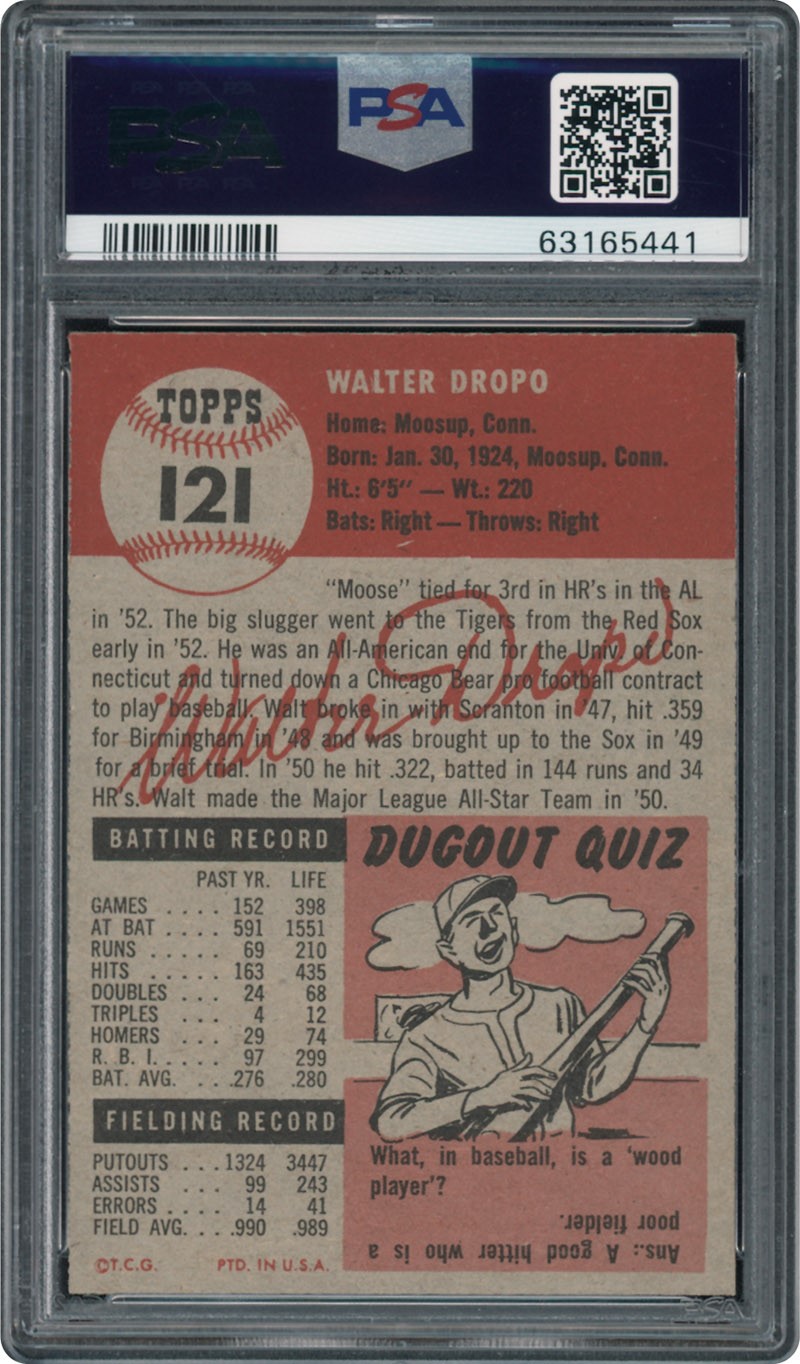 PSA
PSA
63165441
TOPPS
121
WALTER DROPO
Home: Moosup, Conn.
Born: Jan. 30, 1924, Moosup, Conn.
Ht.: 6'5" — Wt.: 220
Bats: Right — Throws: Right
"Moose" tied for 3rd in HR's in the AL
in '52. The big slugger went to the Tigers from the Red Sox
early in '52. He was an All-American end for the Univ. of Con-
necticut and turned down a Chicago Bear pro football contract
to play baseball. Walt broke in with Scranton in '47, hit .359
for Birmingham in '48 and was brought up to the Sox in '49
for a brief trial. In '50 he hit .322, batted in 144 runs and 34
HR's. Walt made the Major League All-Star Team in '50.
Walter Dropo
BATTING RECORD
PAST YR. LIFE
GAMES .... 152 398
AT BAT .... 591 1551
RUNS ..... 69 210
HITS ..... 163 435
DOUBLES ... 24 68
TRIPLES ... 4 12
HOMERS ... 29 74
R. B. I. .... 97 299
BAT. AVG. ... .276 .280
FIELDING RECORD
PUTOUTS ... 1324 3447
ASSISTS ... 99 243
ERRORS .... 14 41
FIELD AVG. ... .990 .989
©T.C.G. PTD. IN U.S.A.
DUGOUT QUIZ
What, in baseball, is a 'wood
player'?
Ans.: A good hitter who is a
poor fielder.
PSA